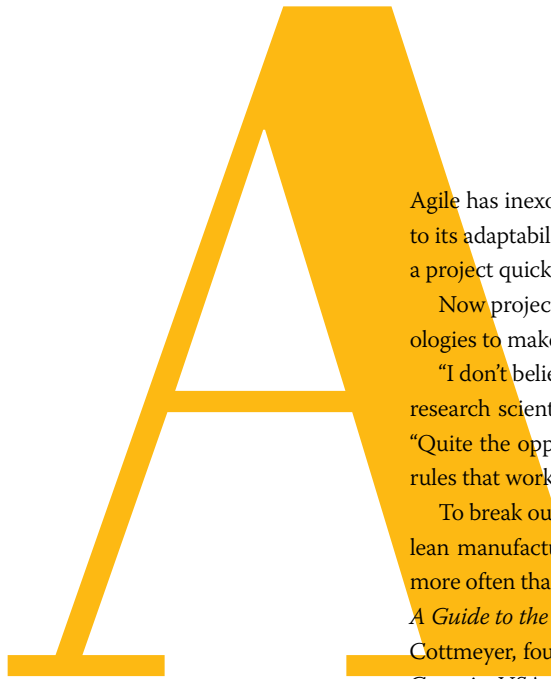 A
Agile has inexo
to its adaptabil
a project quick
Now projec
ologies to make
“I don’t belie
research scient
“Quite the opp
rules that work
To break ou
lean manufactu
more often tha
A Guide to the
Cottmeyer, fou